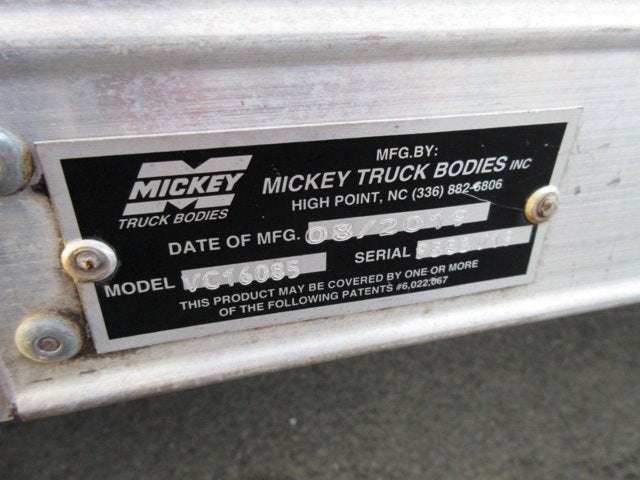 MICKEY
TRUCK BODIES
MFG.BY:
MICKEY TRUCK BODIES INC
HIGH POINT, NC (336) 882-6806
DATE OF MFG. 08/2019
MODEL VC16085 SERIAL
THIS PRODUCT MAY BE COVERED BY ONE OR MORE
OF THE FOLLOWING PATENTS #6,022,067